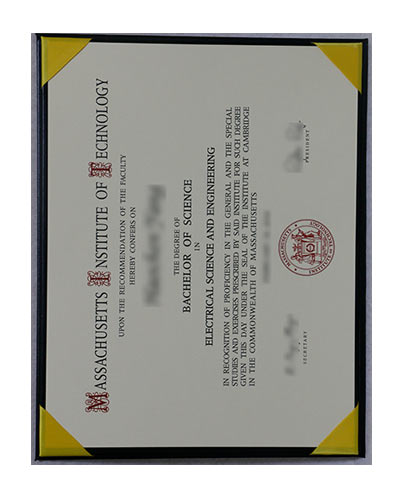 MASSACHUSETTS INSTITUTE OF TECHNOLOGY
UPON THE RECOMMENDATION OF THE FACULTY
HEREBY CONFERS ON
THE DEGREE OF
BACHELOR OF SCIENCE
IN
ELECTRICAL SCIENCE AND ENGINEERING
IN RECOGNITION OF PROFICIENCY IN THE GENERAL AND THE SPECIAL
STUDIES AND EXERCISES PRESCRIBED BY SAID INSTITUTE FOR SUCH DEGREE
GIVEN THIS DAY UNDER THE SEAL OF THE INSTITUTE AT CAMBRIDGE
IN THE COMMONWEALTH OF MASSACHUSETTS
SECRETARY
PRESIDENT